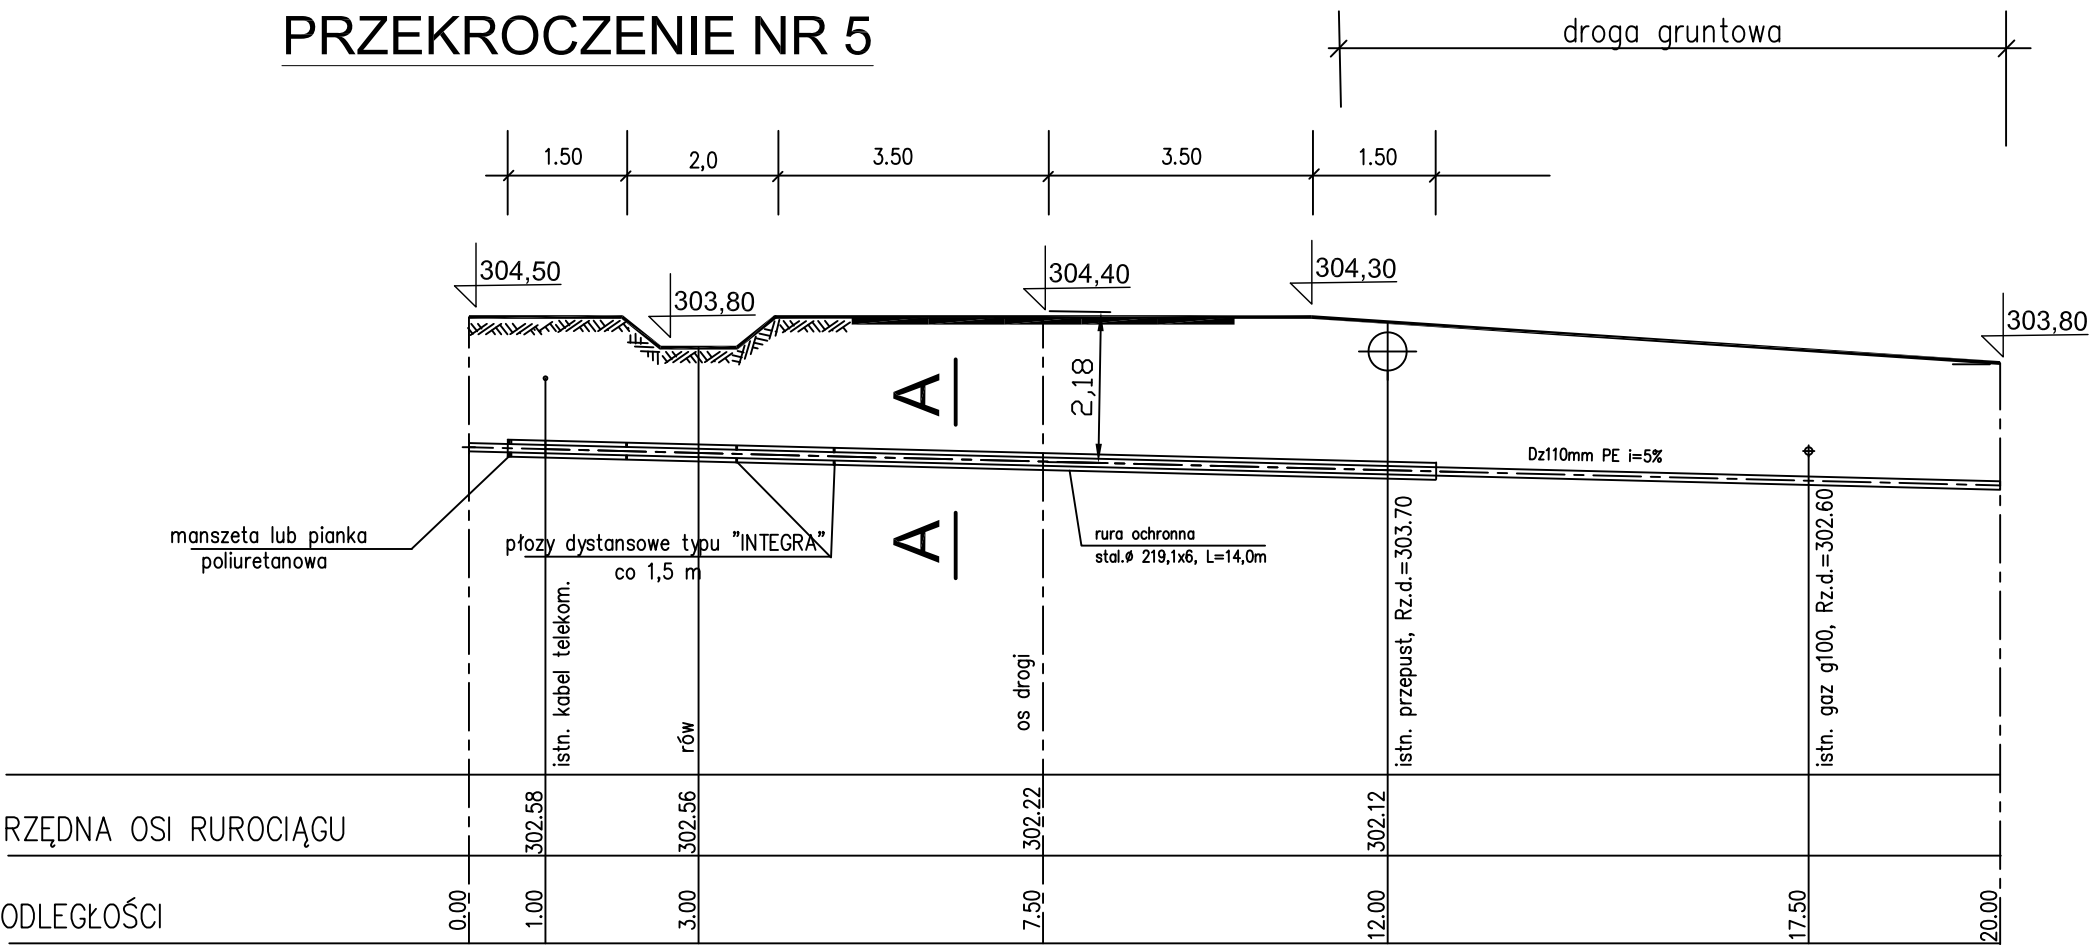 PRZEKROCZENIE NR 5
droga gruntowa
1.50
2,0
3.50
3.50
1.50
304,50
303,80
304,40
304,30
303,80
2,18
A
A
Dz110mm PE i=5%
manszeta lub pianka
poliuretanowa
płozy dystansowe typu "INTEGRA"
co 1,5 m
rura ochronna
stal.ø 219,1x6, L=14,0m
istn. kabel telekom.
rów
os drogi
istn. przepust, Rz.d.=303.70
istn. gaz g100, Rz.d.=302.60
RZĘDNA OSI RUROCIĄGU
302.58
302.56
302.22
302.12
ODLEGŁOŚCI
0.00
1.00
3.00
7.50
12.00
17.50
20.00